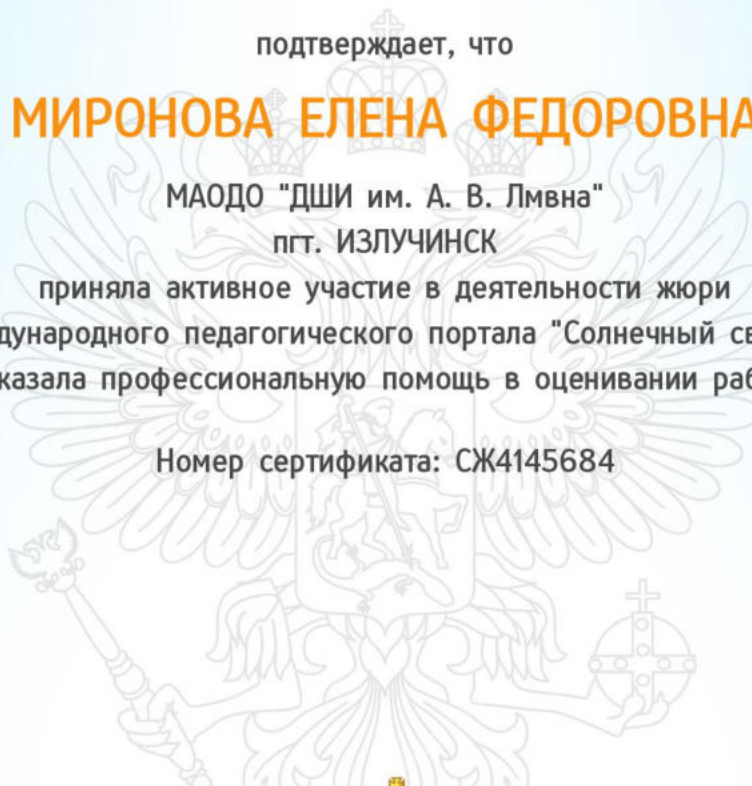 подтверждает, что
МИРОНОВА ЕЛЕНА ФЕДОРОВНА
МАОДО "ДШИ им. А. В. Лмвна"
пгт. ИЗЛУЧИНСК
приняла активное участие в деятельности жюри
дународного педагогического портала "Солнечный св
казала профессиональную помощь в оценивании раб
Номер сертификата: СЖ4145684